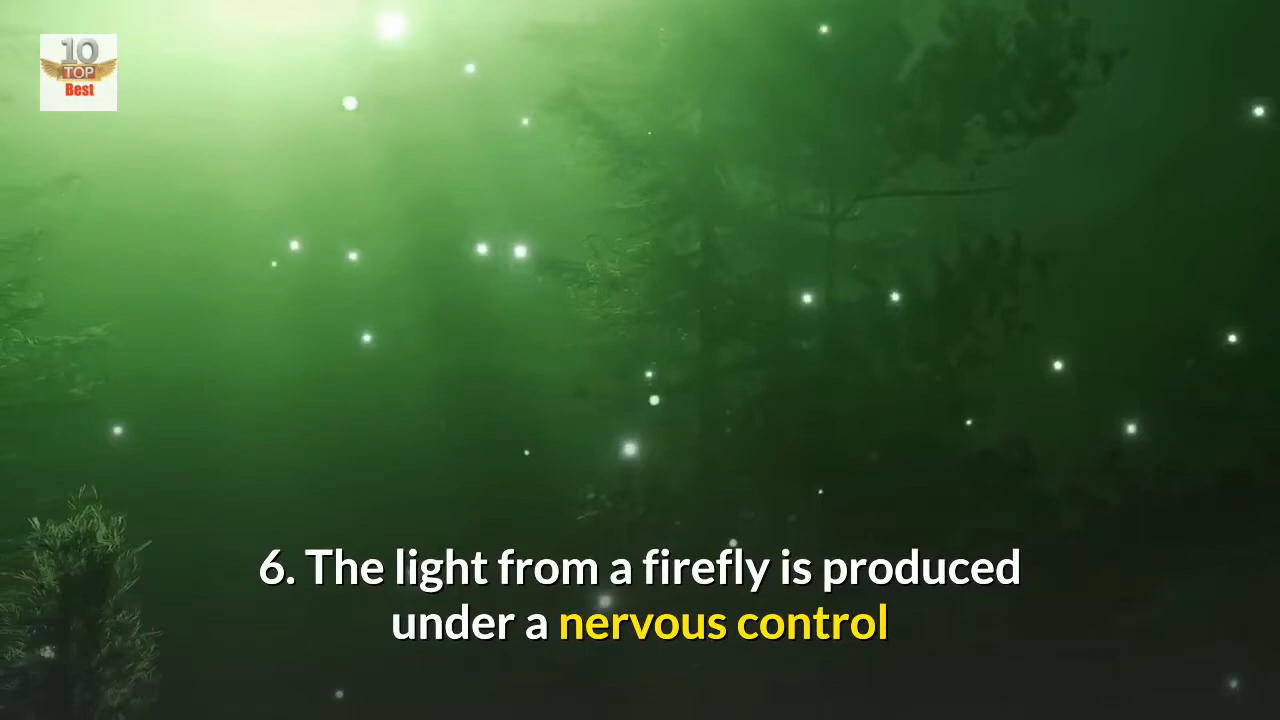 10
TOP
Best
6. The light from a firefly is produced
under a nervous control